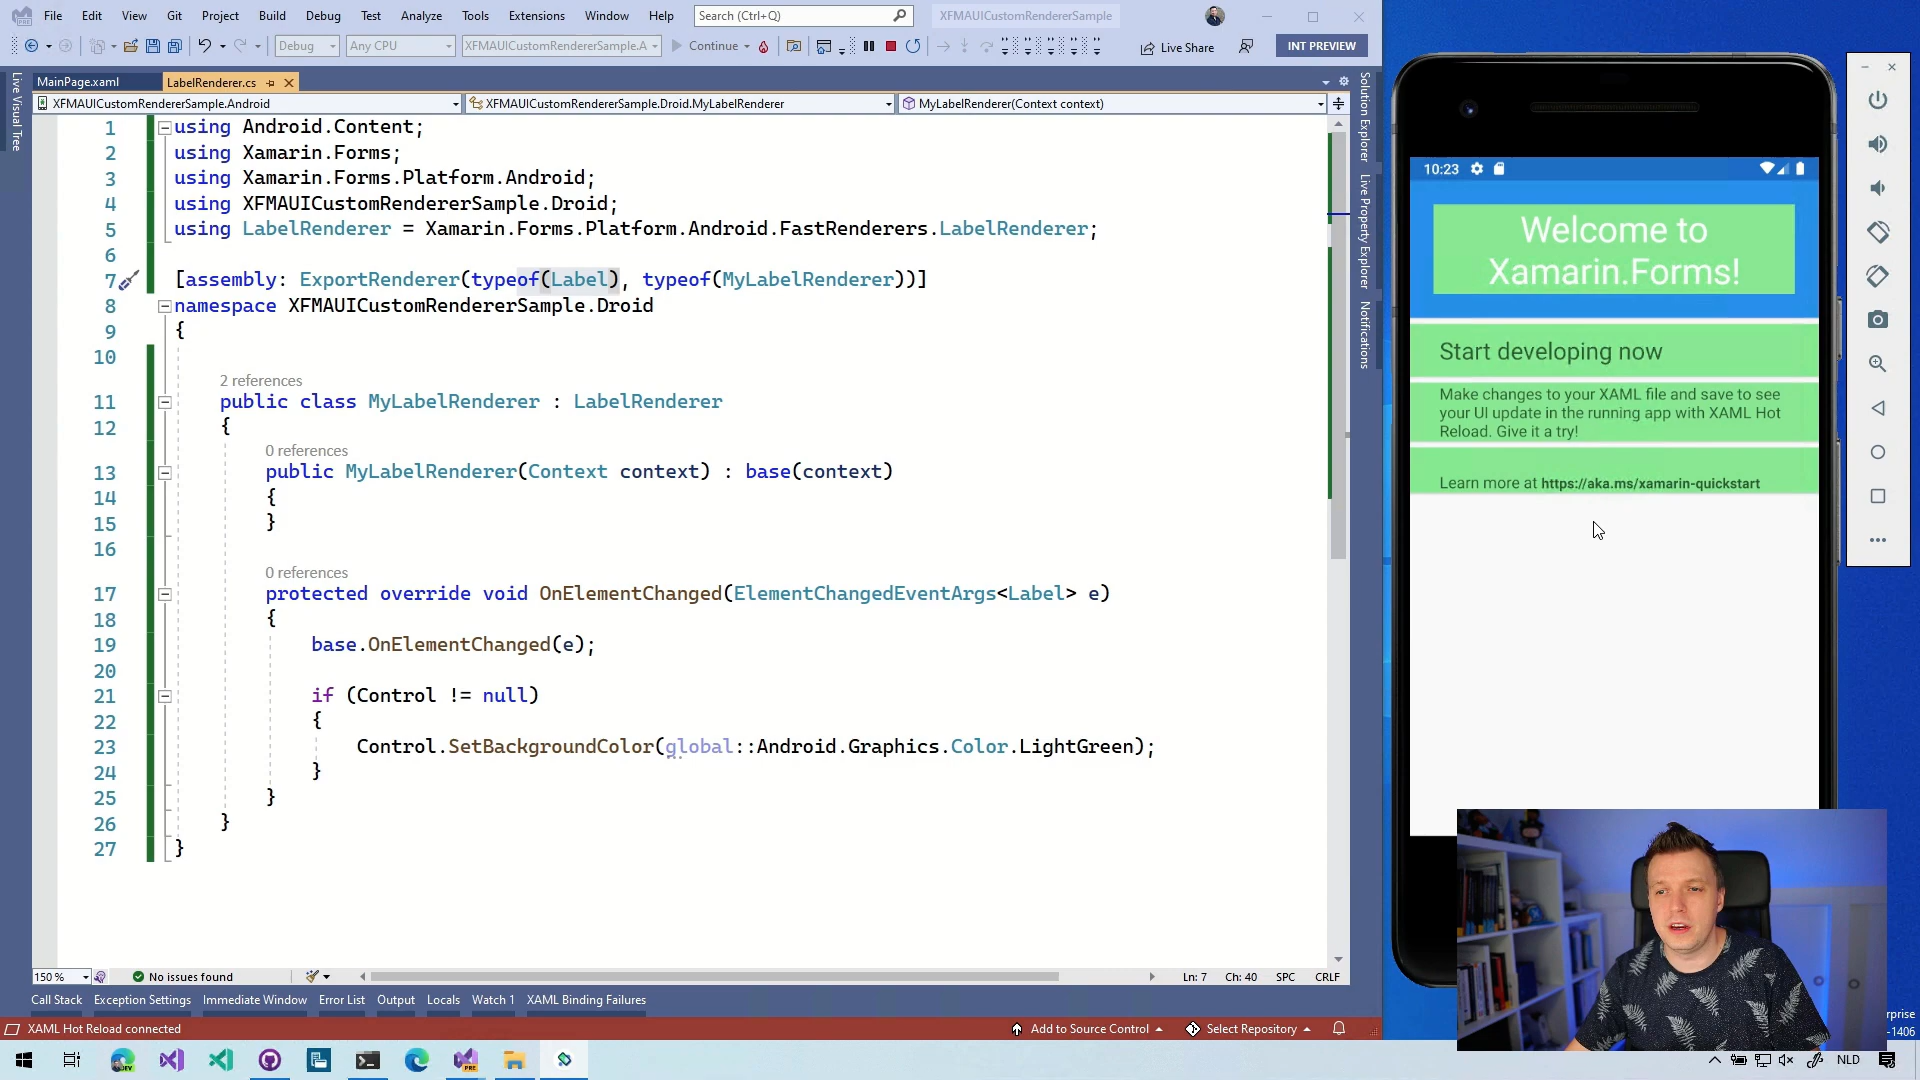 File Edit View Git Project Build Debug Test Analyze Tools Extensions Window Help Search (Ctrl+Q) XFMAUICustomRendererSample
Debug Any CPU XFMAUICustomRendererSample.A Continue Live Share INT PREVIEW
MainPage.xaml LabelRenderer.cs
XFMAUICustomRendererSample.Android XFMAUICustomRendererSample.Droid.MyLabelRenderer MyLabelRenderer(Context context)
Live Visual Tree
1 using Android.Content;
2 using Xamarin.Forms;
3 using Xamarin.Forms.Platform.Android;
4 using XFMAUICustomRendererSample.Droid;
5 using LabelRenderer = Xamarin.Forms.Platform.Android.FastRenderers.LabelRenderer;
6
7 [assembly: ExportRenderer(typeof(Label), typeof(MyLabelRenderer))]
8 namespace XFMAUICustomRendererSample.Droid
9 {
10
2 references
11 public class MyLabelRenderer : LabelRenderer
12 {
0 references
13 public MyLabelRenderer(Context context) : base(context)
14 {
15 }
16
0 references
17 protected override void OnElementChanged(ElementChangedEventArgs<Label> e)
18 {
19 base.OnElementChanged(e);
20
21 if (Control != null)
22 {
23 Control.SetBackgroundColor(global::Android.Graphics.Color.LightGreen);
24 }
25 }
26 }
27 }
Solution Explorer
Live Property Explorer
Notifications
150 % No issues found Ln: 7 Ch: 40 SPC CRLF
Call Stack Exception Settings Immediate Window Error List Output Locals Watch 1 XAML Binding Failures
XAML Hot Reload connected Add to Source Control Select Repository
10:23
Welcome to
Xamarin.Forms!
Start developing now
Make changes to your XAML file and save to see
your UI update in the running app with XAML Hot
Reload. Give it a try!
Learn more at https://aka.ms/xamarin-quickstart
rprise
-1406
DEV
PRE
NLD